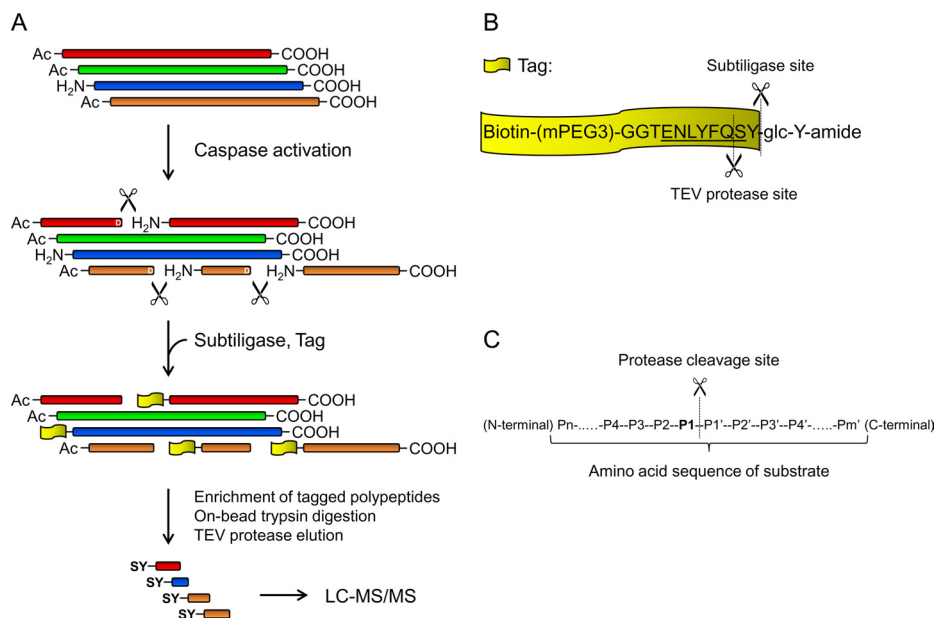 A
Ac
COOH
Ac
COOH
H2N
COOH
Ac
COOH
Caspase activation
Ac
D
H2N
COOH
Ac
COOH
H2N
COOH
Ac
D
H2N
D
H2N
COOH
Subtiligase, Tag
Ac
COOH
Ac
COOH
COOH
Ac
COOH
Enrichment of tagged polypeptides
On-bead trypsin digestion
TEV protease elution
SY
SY
SY
SY
LC-MS/MS
B
Tag:
Subtiligase site
Biotin-(mPEG3)-GGTENLYFQSY-glc-Y-amide
TEV protease site
C
Protease cleavage site
(N-terminal) Pn-.....-P4--P3--P2--P1--P1'--P2'--P3'--P4'-.....-Pm' (C-terminal)
Amino acid sequence of substrate